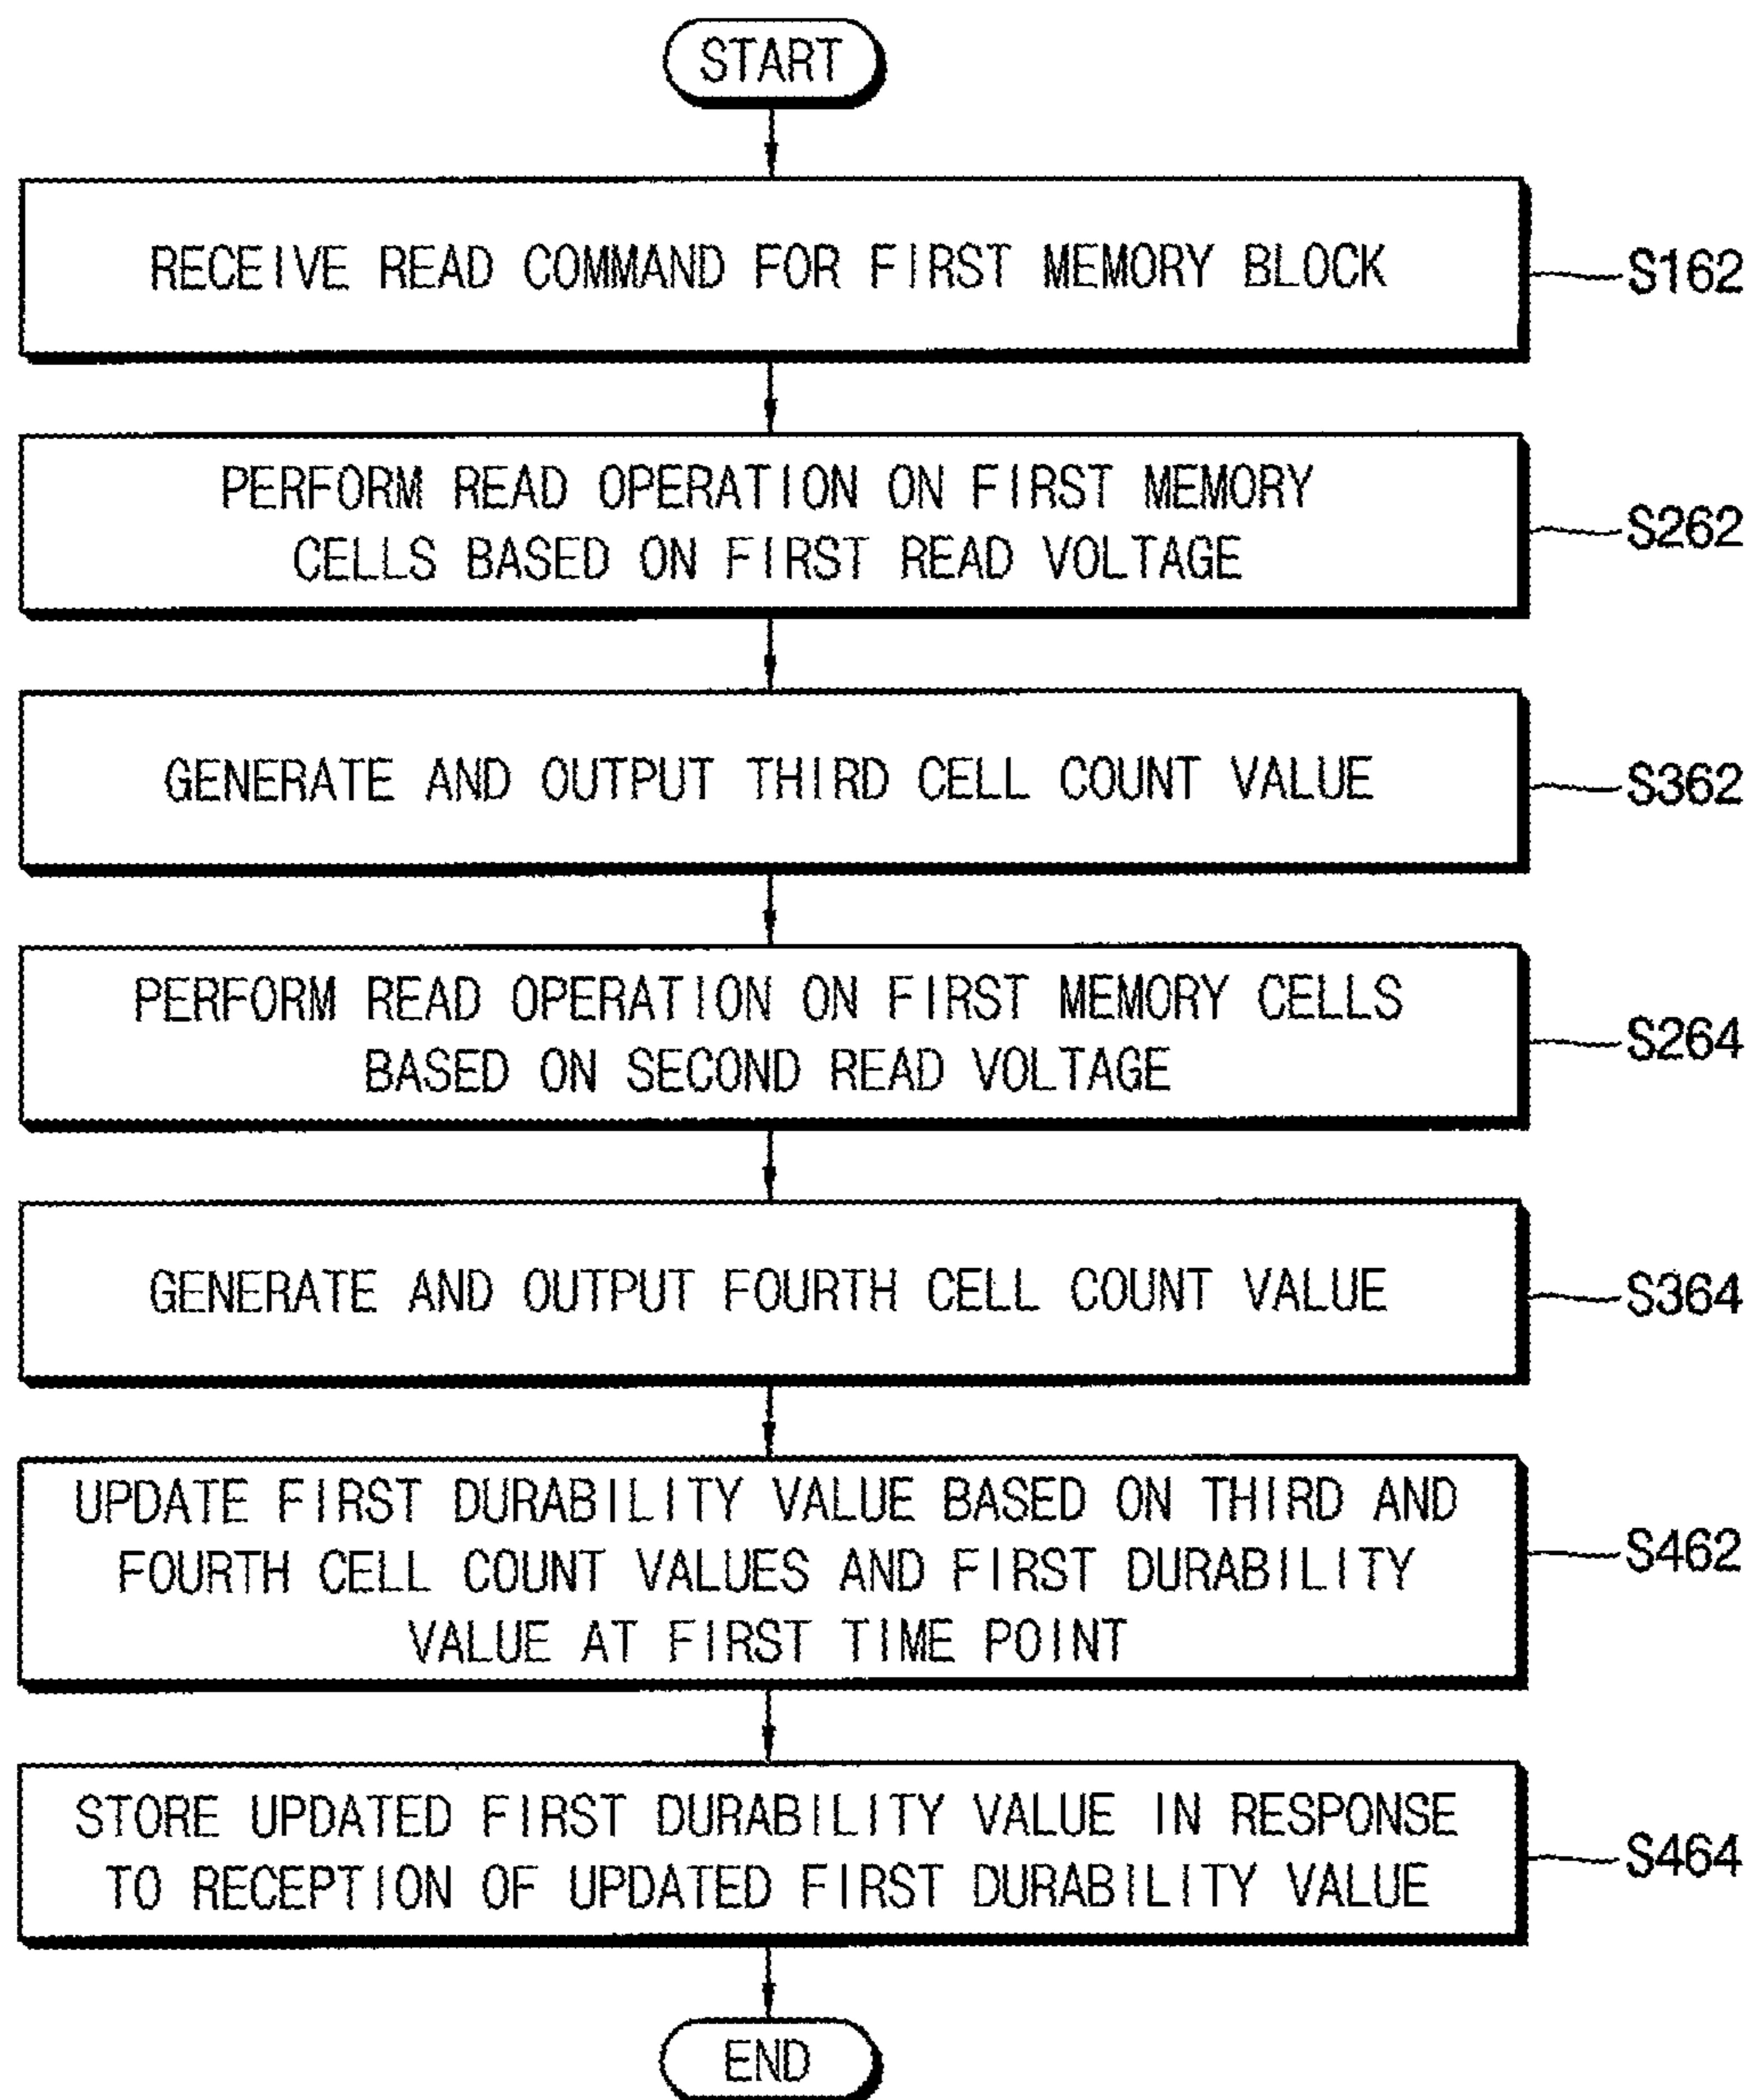 START
RECEIVE READ COMMAND FOR FIRST MEMORY BLOCK
S162
PERFORM READ OPERATION ON FIRST MEMORY
CELLS BASED ON FIRST READ VOLTAGE
S262
GENERATE AND OUTPUT THIRD CELL COUNT VALUE
S362
PERFORM READ OPERATION ON FIRST MEMORY CELLS
BASED ON SECOND READ VOLTAGE
S264
GENERATE AND OUTPUT FOURTH CELL COUNT VALUE
S364
UPDATE FIRST DURABILITY VALUE BASED ON THIRD AND
FOURTH CELL COUNT VALUES AND FIRST DURABILITY
VALUE AT FIRST TIME POINT
S462
STORE UPDATED FIRST DURABILITY VALUE IN RESPONSE
TO RECEPTION OF UPDATED FIRST DURABILITY VALUE
S464
END